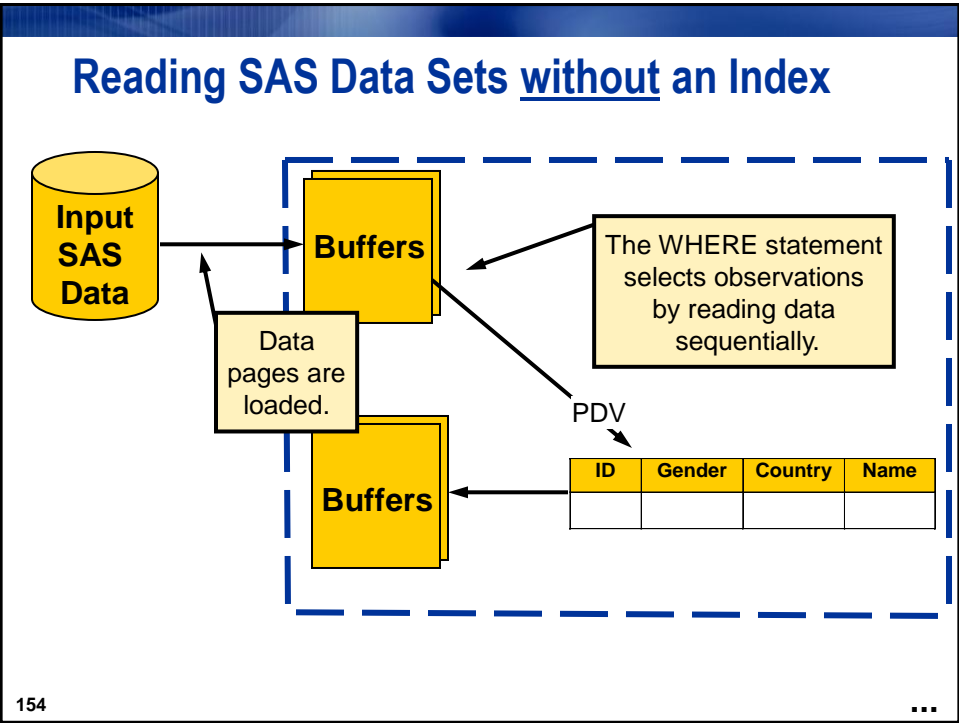 Reading SAS Data Sets without an Index
Input
SAS
Data
Buffers
The WHERE statement
selects observations
by reading data
sequentially.
Data
pages are
loaded.
PDV
ID Gender Country Name
Buffers
154
...